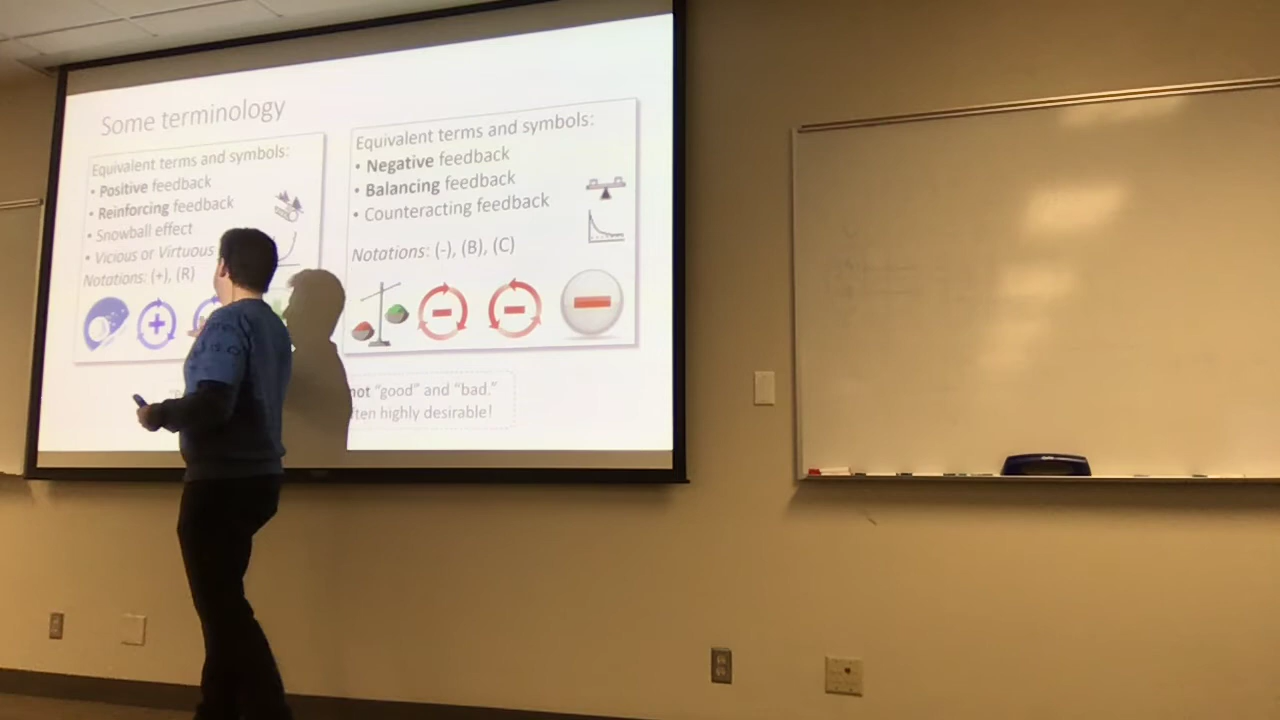 Some terminology
Equivalent terms and symbols:
• Positive feedback
• Reinforcing feedback
• Snowball effect
• Vicious or Virtuous
Notations: (+), (R)
Equivalent terms and symbols:
• Negative feedback
• Balancing feedback
• Counteracting feedback
Notations: (-), (B), (C)
not "good" and "bad."
highly desirable!